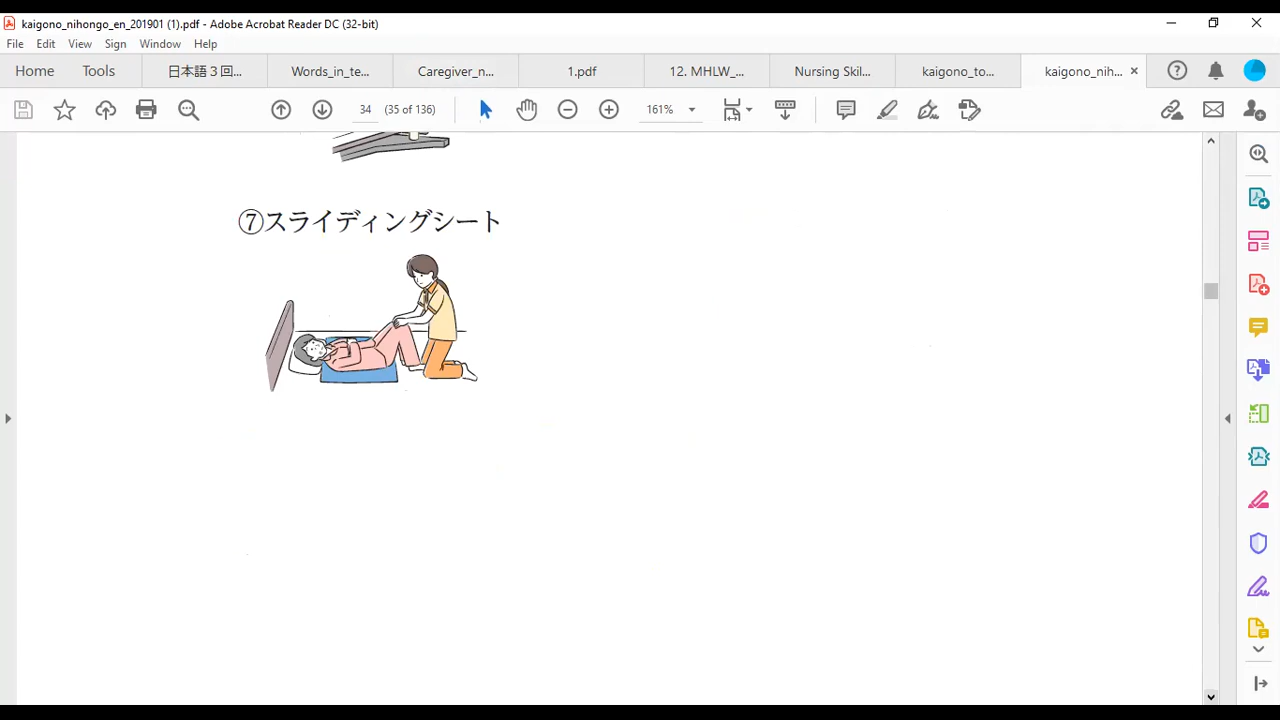 kaigono_nihongo_en_201901 (1).pdf - Adobe Acrobat Reader DC (32-bit)
File Edit View Sign Window Help
Home Tools 日本語３回... Words_in_te... Caregiver_n... 1.pdf 12. MHLW_... Nursing Skil... kaigono_to... kaigono_nih...
34 (35 of 136) 161%
⑦スライディングシート